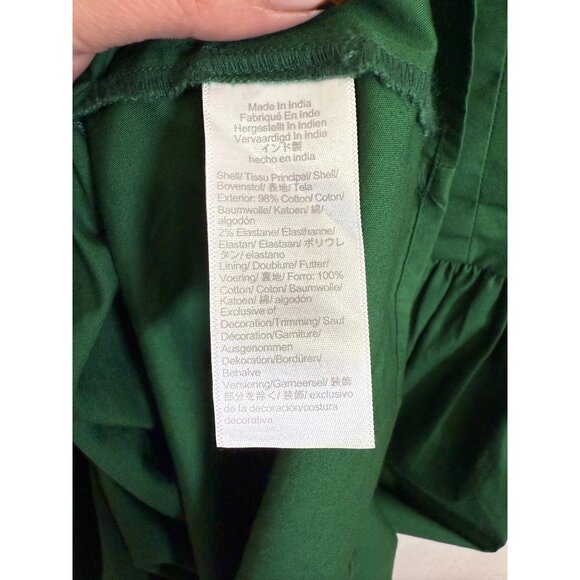 Made In India
Fabriqué En Inde
Hergestellt In Indien
Vervaardigd In India
インド製
hecho en india
Shell/ Tissu Principal/ Shell/
Bovenstof/ 表地/ Tela
Exterior: 98% Cotton/ Coton/
Baumwolle/ Katoen/ 綿/
algodón
2% Elastane/ Elasthanne/
Elastan/ Elastaan/ ポリウレ
タン/ elastano
Lining/ Doublure/ Futter/
Voering/ 裏地/ Forro: 100%
Cotton/ Coton/ Baumwolle/
Katoen/ 綿/ algodón
Exclusive of
Decoration/Trimming/ Sauf
Décoration/ Garniture/
Ausgenommen
Dekoration/Bordüren/
Behalve
Versiering/Garneersel/ 装飾
部分を除く/ 装飾/ exclusivo
de la decoración/costura
decorativa